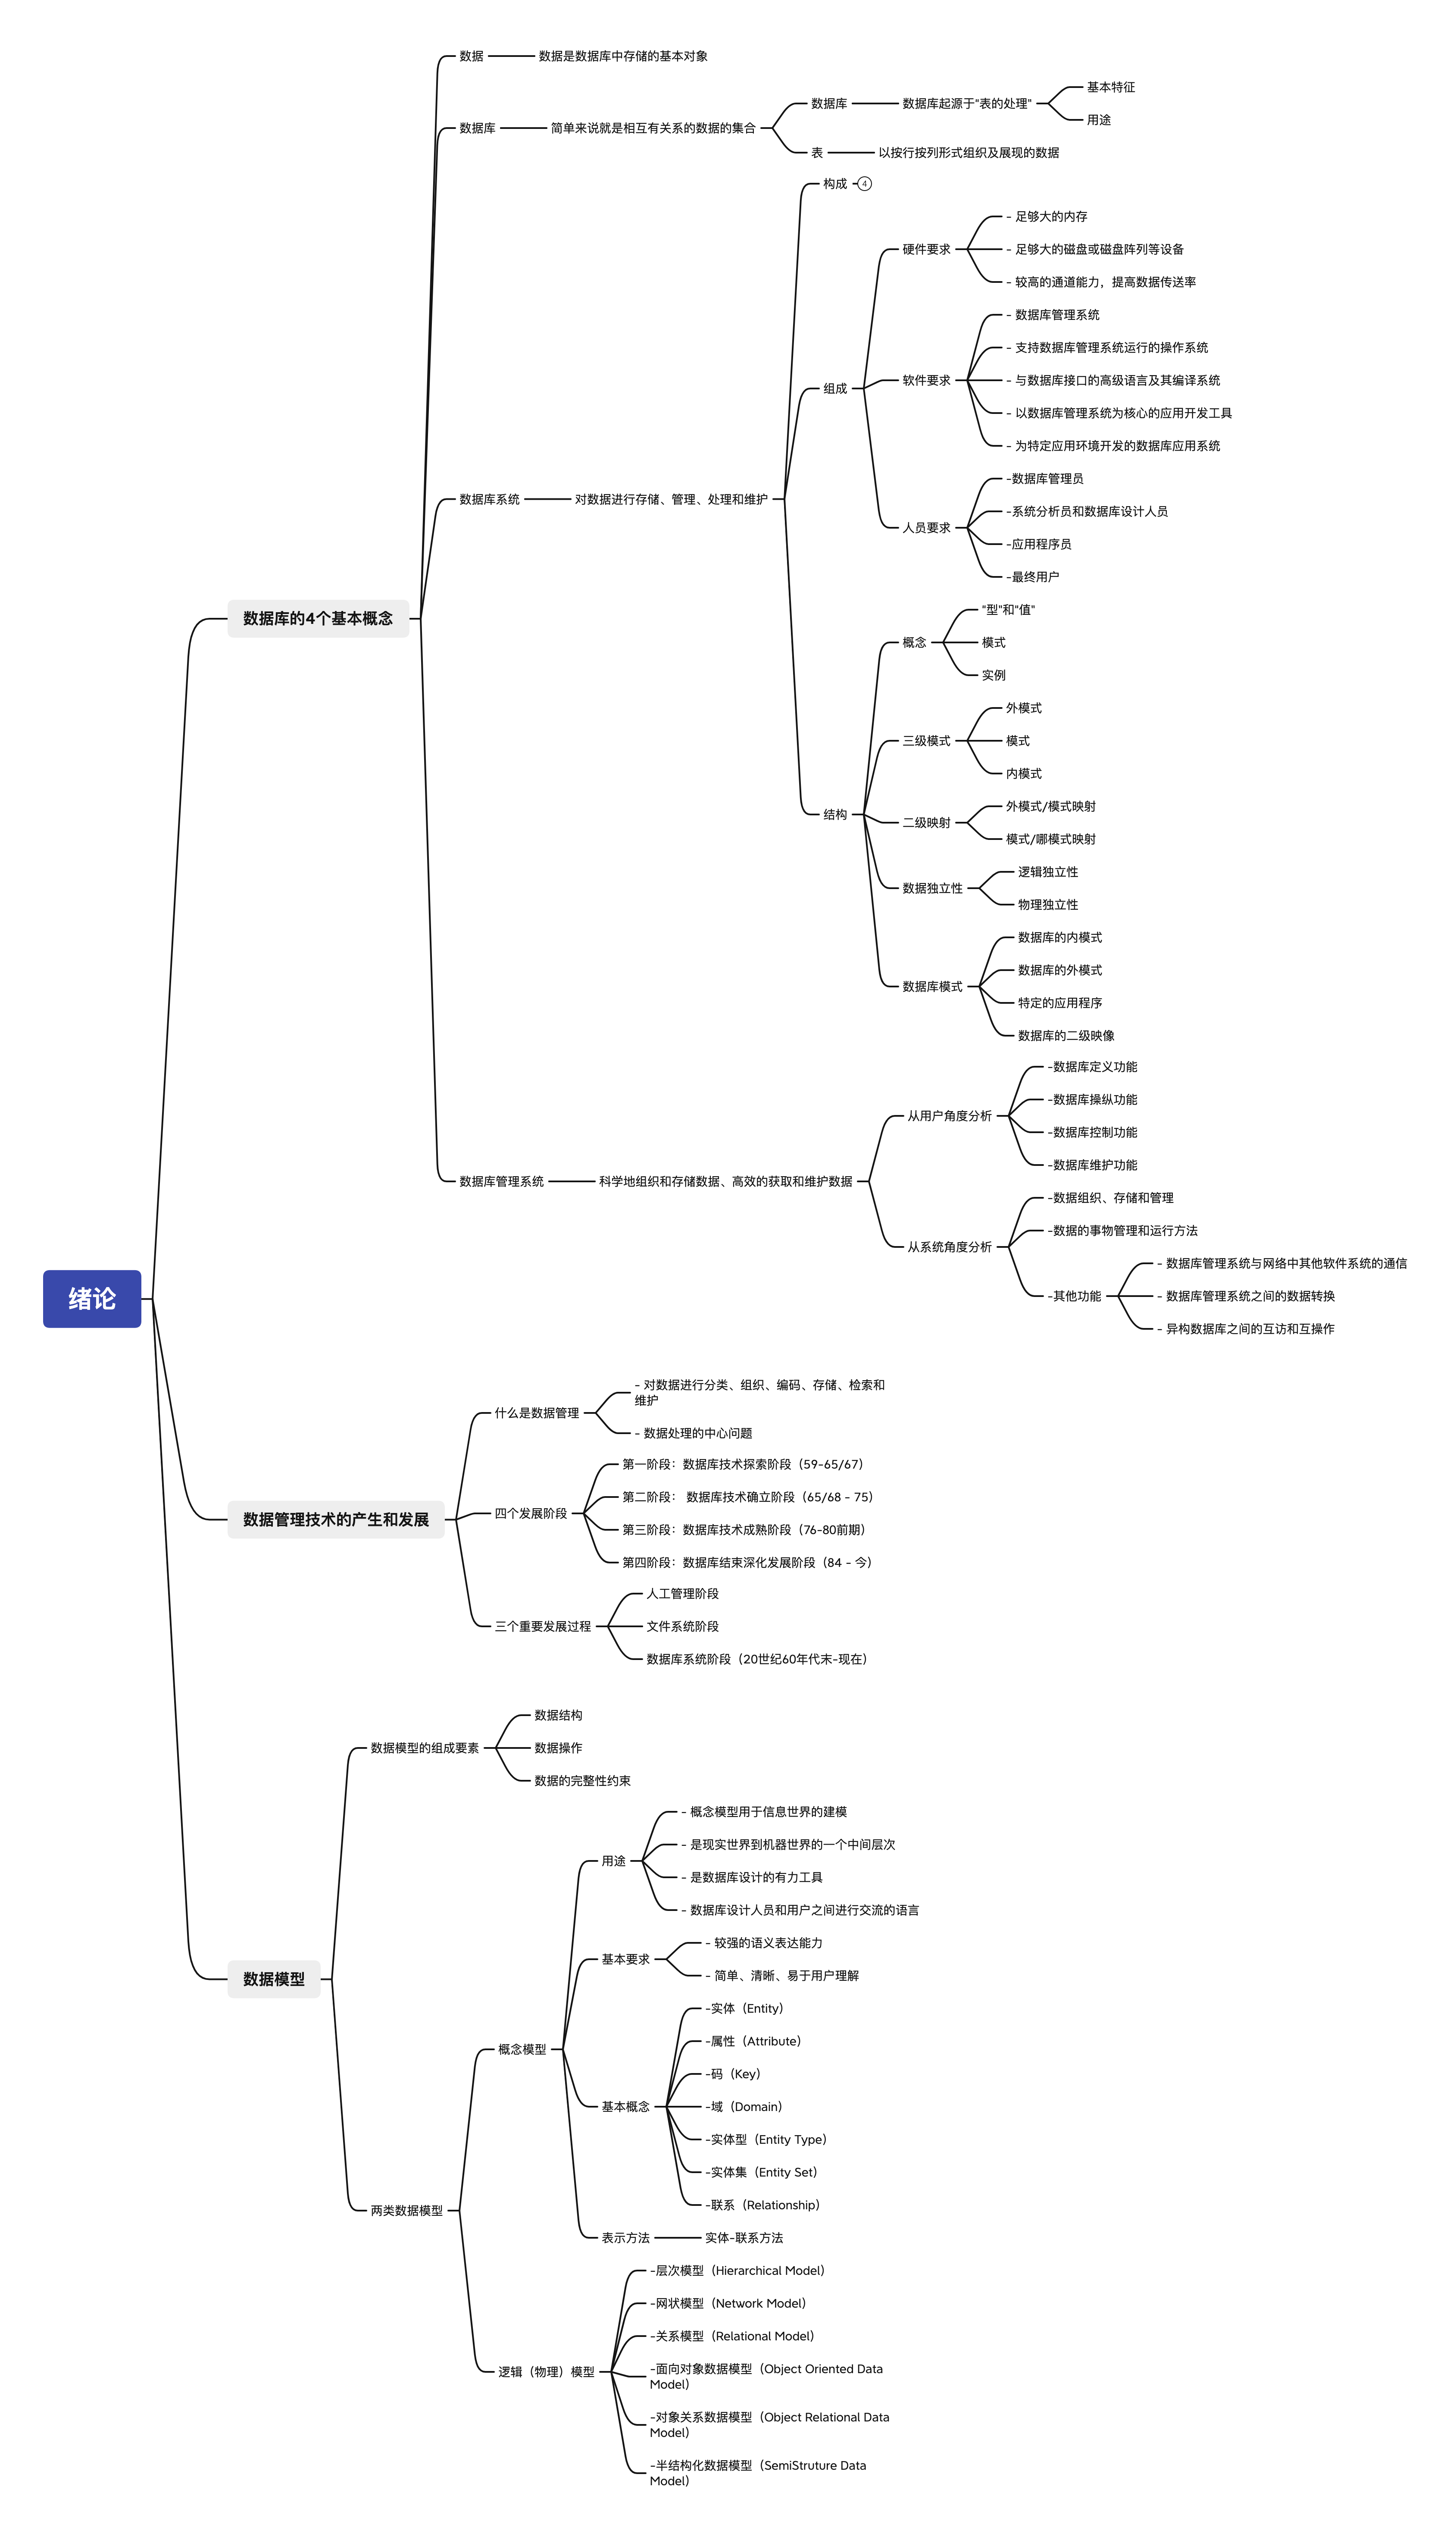 绪论
数据库的4个基本概念
数据
数据是数据库中存储的基本对象
数据库
简单来说就是相互有关系的数据的集合
数据库
数据库起源于"表的处理"
基本特征
用途
表
以按行按列形式组织及展现的数据
数据库系统
对数据进行存储、管理、处理和维护
构成
4
组成
硬件要求
- 足够大的内存
- 足够大的磁盘或磁盘阵列等设备
- 较高的通道能力，提高数据传送率
软件要求
- 数据库管理系统
- 支持数据库管理系统运行的操作系统
- 与数据库接口的高级语言及其编译系统
- 以数据库管理系统为核心的应用开发工具
- 为特定应用环境开发的数据库应用系统
人员要求
-数据库管理员
-系统分析员和数据库设计人员
-应用程序员
-最终用户
结构
概念
"型"和"值"
模式
实例
三级模式
外模式
模式
内模式
二级映射
外模式/模式映射
模式/哪模式映射
数据独立性
逻辑独立性
物理独立性
数据库模式
数据库的内模式
数据库的外模式
特定的应用程序
数据库的二级映像
数据库管理系统
科学地组织和存储数据、高效的获取和维护数据
从用户角度分析
-数据库定义功能
-数据库操纵功能
-数据库控制功能
-数据库维护功能
从系统角度分析
-数据组织、存储和管理
-数据的事物管理和运行方法
-其他功能
- 数据库管理系统与网络中其他软件系统的通信
- 数据库管理系统之间的数据转换
- 异构数据库之间的互访和互操作
数据管理技术的产生和发展
什么是数据管理
- 对数据进行分类、组织、编码、存储、检索和
维护
- 数据处理的中心问题
四个发展阶段
第一阶段：数据库技术探索阶段（59-65/67）
第二阶段： 数据库技术确立阶段（65/68 - 75）
第三阶段：数据库技术成熟阶段（76-80前期）
第四阶段：数据库结束深化发展阶段（84 - 今）
三个重要发展过程
人工管理阶段
文件系统阶段
数据库系统阶段（20世纪60年代末-现在）
数据模型
数据模型的组成要素
数据结构
数据操作
数据的完整性约束
两类数据模型
概念模型
用途
- 概念模型用于信息世界的建模
- 是现实世界到机器世界的一个中间层次
- 是数据库设计的有力工具
- 数据库设计人员和用户之间进行交流的语言
基本要求
- 较强的语义表达能力
- 简单、清晰、易于用户理解
基本概念
-实体（Entity）
-属性（Attribute）
-码（Key）
-域（Domain）
-实体型（Entity Type）
-实体集（Entity Set）
-联系（Relationship）
表示方法
实体-联系方法
逻辑（物理）模型
-层次模型（Hierarchical Model）
-网状模型（Network Model）
-关系模型（Relational Model）
-面向对象数据模型（Object Oriented Data
Model）
-对象关系数据模型（Object Relational Data
Model）
-半结构化数据模型（SemiStruture Data
Model）